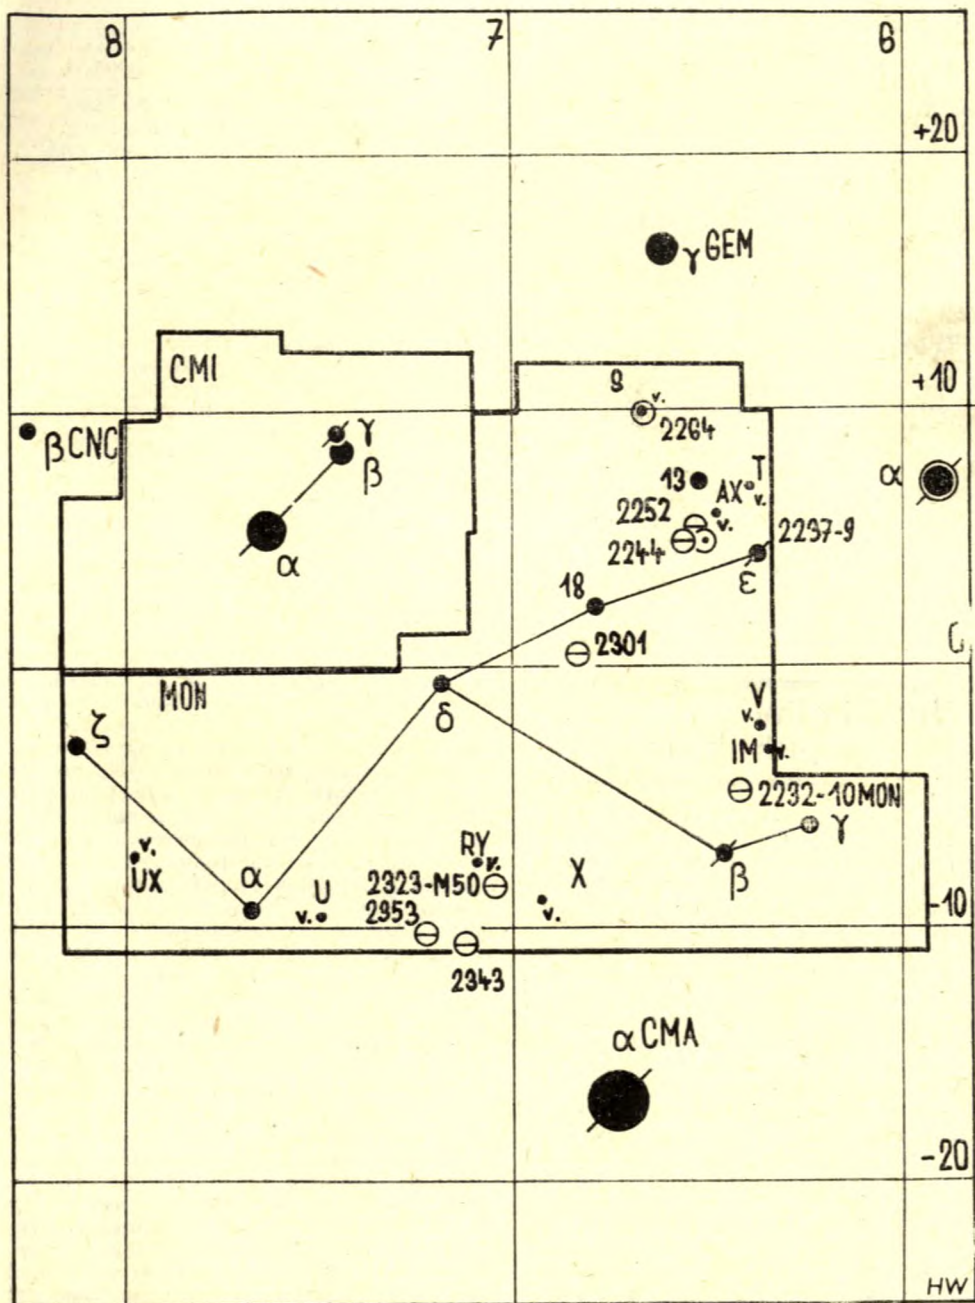 8
7
6
+20
γ GEM
CMI
+10
S
v.
2264
β CNC
γ
β
13
T
AX
v.
v.
α
2252
2237-9
2244
α
ε
18
2301
MON
δ
V
v.
ζ
IM
v.
2232-10MON
γ
v.
UX
α
U
v.
RY
v.
2323-M50
X
v.
β
2953
-10
2343
α CMA
-20
HW